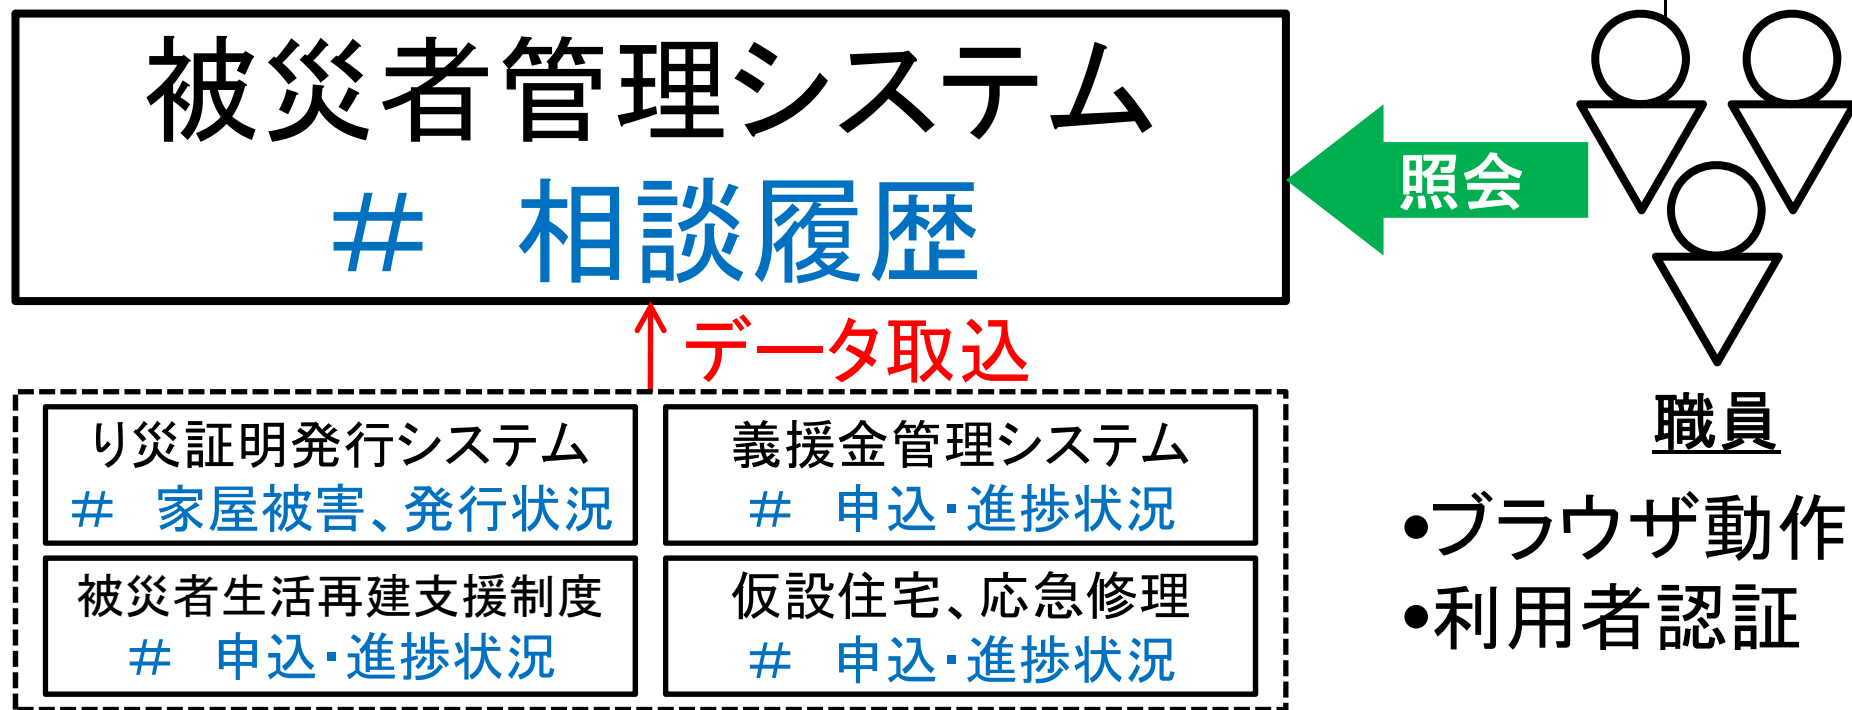 被災者管理システム
＃　相談履歴
照会
データ取込
り災証明発行システム
＃　家屋被害、発行状況
義援金管理システム
＃　申込・進捗状況
被災者生活再建支援制度
＃　申込・進捗状況
仮設住宅、応急修理
＃　申込・進捗状況
職員
•ブラウザ動作
•利用者認証